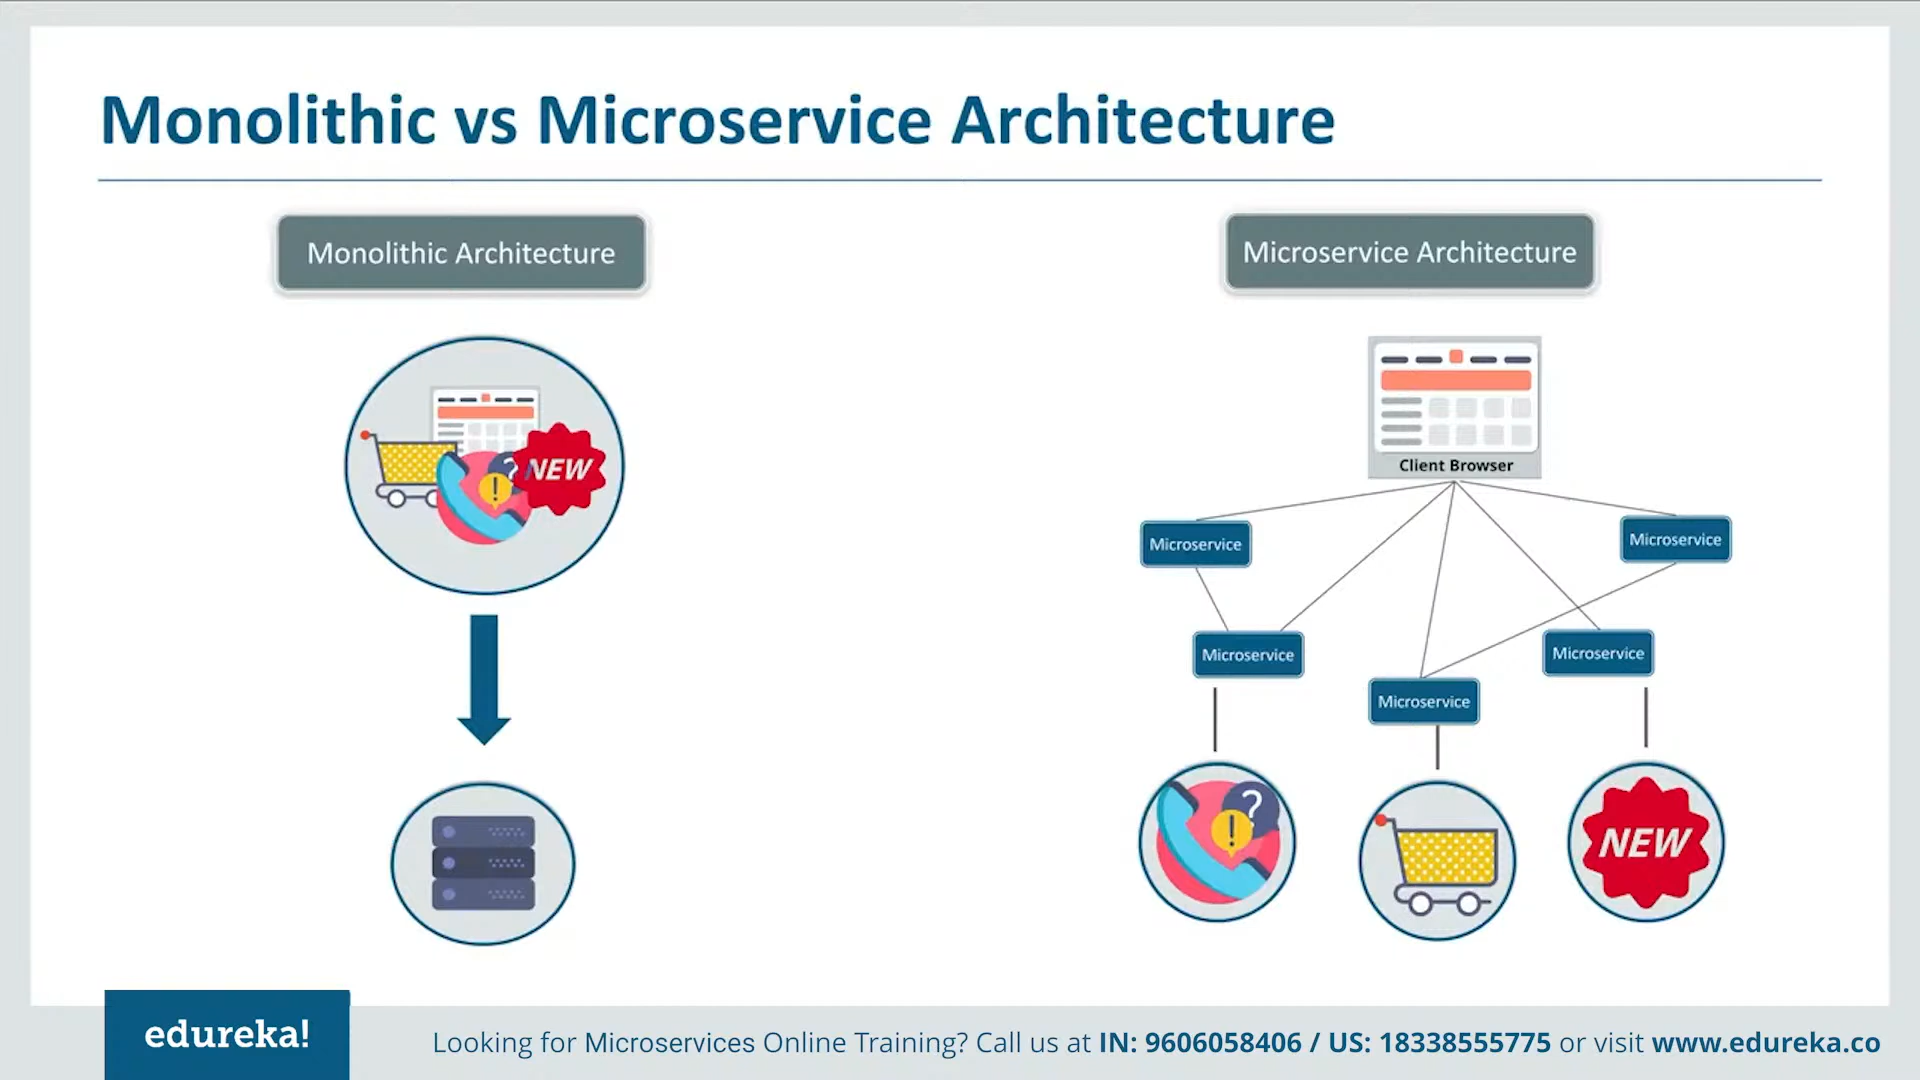 Monolithic vs Microservice Architecture
Monolithic Architecture
Microservice Architecture
? ! NEW
Client Browser
Microservice
Microservice
Microservice
Microservice
Microservice
? !
NEW
edureka!
Looking for Microservices Online Training? Call us at IN: 9606058406 / US: 18338555775 or visit www.edureka.co